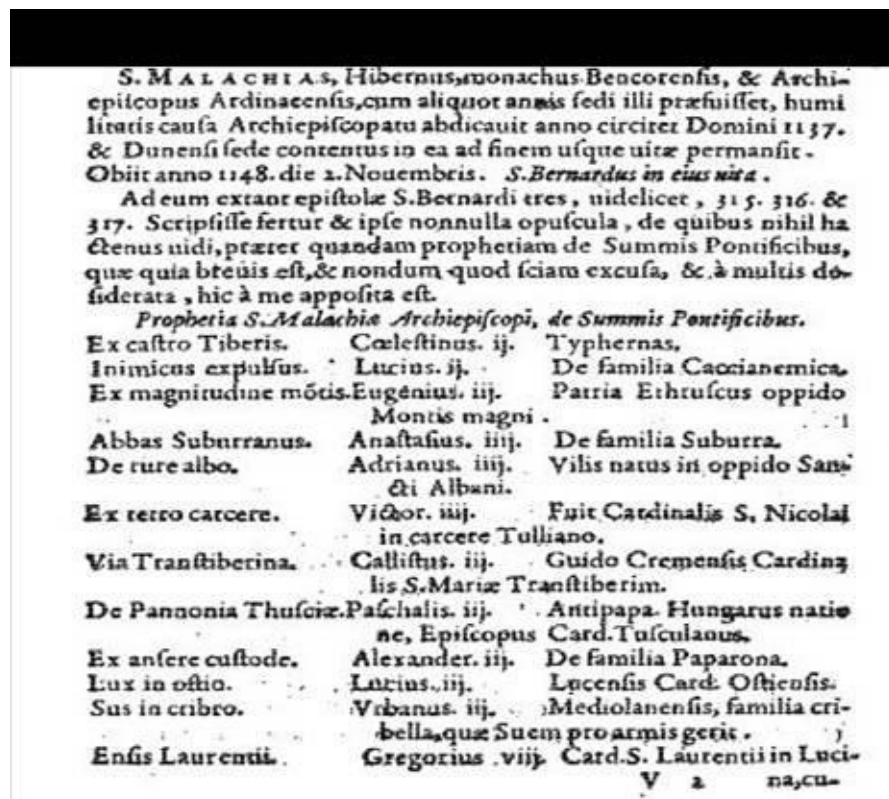 S. MALACHIAS, Hibernus, monachus Bencorensis, & Archi-
episcopus Ardinacensis, cum aliquot annis sedi illi præfuisset, humi
litatis causa Archiepiscopatu abdicauit anno circiter Domini 1137.
& Dunensi sede contentus in ea ad finem usque uitæ permansit.
Obiit anno 1148. die 2. Nouembris. S. Bernardus in eius uita.
Ad eum extant epistolæ S. Bernardi tres, uidelicet, 315. 316. &
317. Scripsisse fertur & ipse nonnulla opuscula, de quibus nihil ha
ctenus uidi, præter quandam prophetiam de Summis Pontificibus,
quæ quia breuis est, & nondum quod sciam excusa, & à multis de-
siderata, hic à me apposita est.
Prophetia S. Malachiæ Archiepiscopi, de Summis Pontificibus.
Ex castro Tiberis. Cœlestinus. ij. Typhernas.
Inimicus expulsus. Lucius. ij. De familia Caccianemica.
Ex magnitudine mōtis. Eugenius. iij. Patria Ethruscus oppido
Montis magni.
Abbas Suburranus. Anastasius. iiij. De familia Suburra.
De rure albo. Adrianus. iiij. Vilis natus in oppido San-
cti Albani.
Ex tetro carcere. Victor. iiij. Fuit Cardinalis S. Nicolai
in carcere Tulliano.
Via Transtiberina. Callistus. iij. Guido Cremensis Cardina
lis S. Mariæ Transtiberim.
De Pannonia Thusciæ. Paschalis. iij. Antipapa. Hungarus natio
ne, Episcopus Card. Tusculanus.
Ex ansere custode. Alexander. iij. De familia Paparona.
Lux in ostio. Lucius. iij. Lucensis Card. Ostiensis.
Sus in cribro. Vrbanus. iij. Mediolanensis, familia cri-
bella, quæ Suem pro armis gerit.
Ensis Laurentii. Gregorius. viij. Card. S. Laurentii in Luci-
V 2 na, cu-